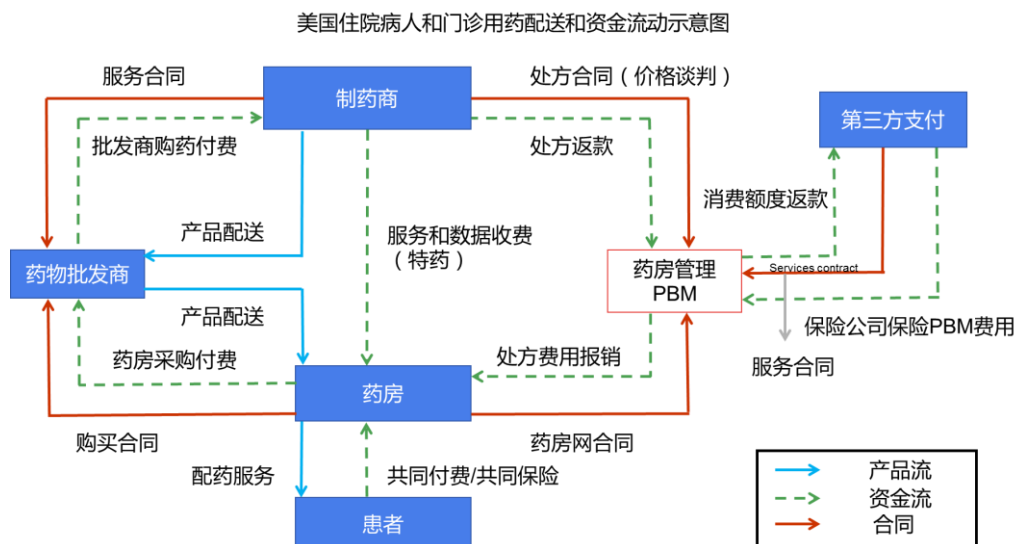 美国住院病人和门诊用药配送和资金流动示意图
服务合同
制药商
处方合同（价格谈判）
批发商购药付费
处方返款
第三方支付
消费额度返款
产品配送
服务和数据收费
（特药）
药物批发商
药房管理
PBM
Services contract
产品配送
保险公司保险PBM费用
药房采购付费
处方费用报销
服务合同
药房
购买合同
药房网合同
配药服务
共同付费/共同保险
患者
产品流
资金流
合同